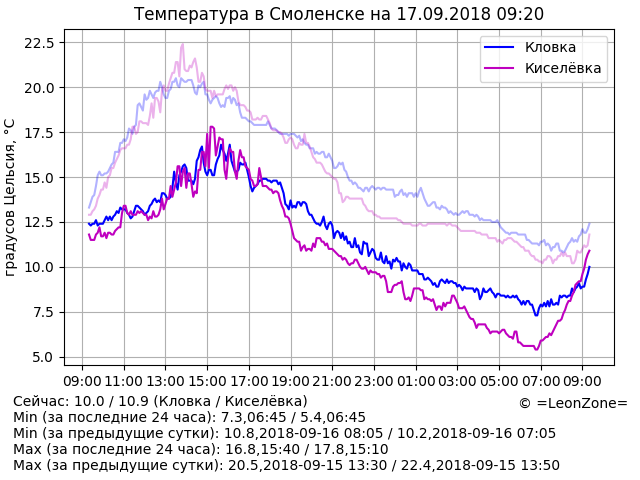 Температура в Смоленске на 17.09.2018 09:20
Кловка
Киселёвка
градусов Цельсия, °C
22.5
20.0
17.5
15.0
12.5
10.0
7.5
5.0
09:00 11:00 13:00 15:00 17:00 19:00 21:00 23:00 01:00 03:00 05:00 07:00 09:00
Сейчас: 10.0 / 10.9 (Кловка / Киселёвка)
© =LeonZone=
Min (за последние 24 часа): 7.3,06:45 / 5.4,06:45
Min (за предыдущие сутки): 10.8,2018-09-16 08:05 / 10.2,2018-09-16 07:05
Max (за последние 24 часа): 16.8,15:40 / 17.8,15:10
Max (за предыдущие сутки): 20.5,2018-09-15 13:30 / 22.4,2018-09-15 13:50